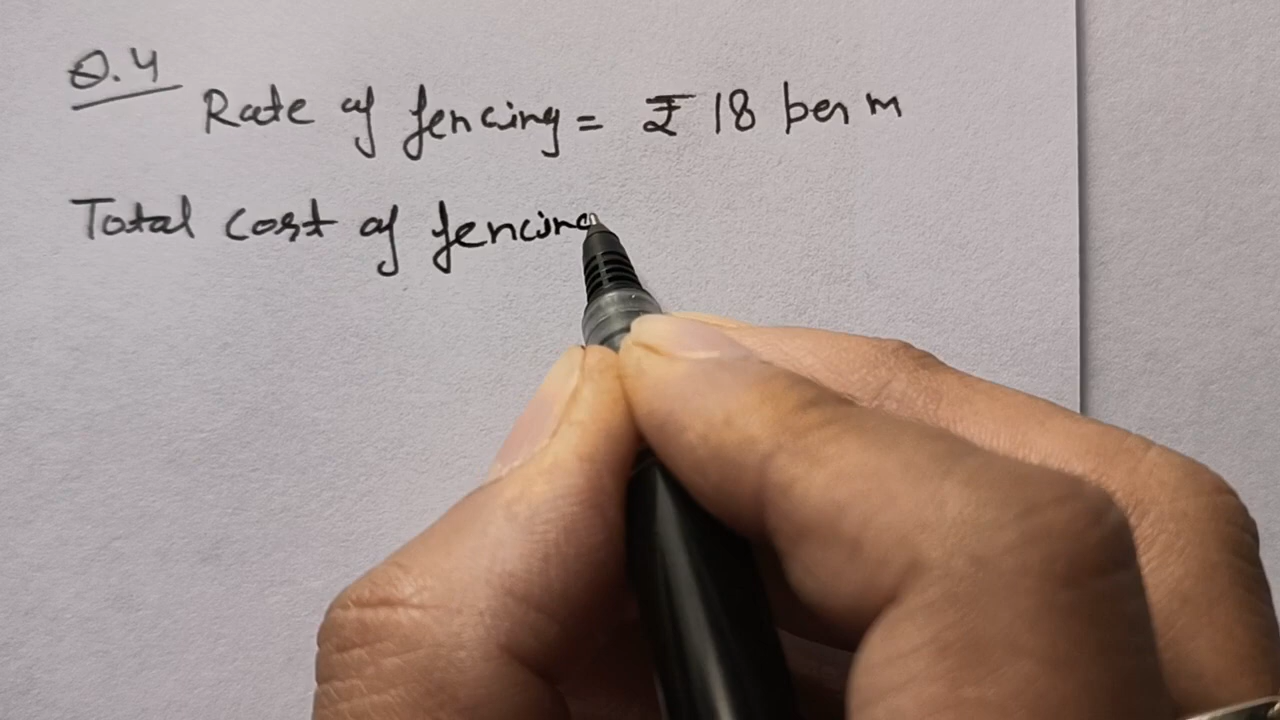 Q.4
Rate of fencing = ₹ 18 per m
Total cost of fencing